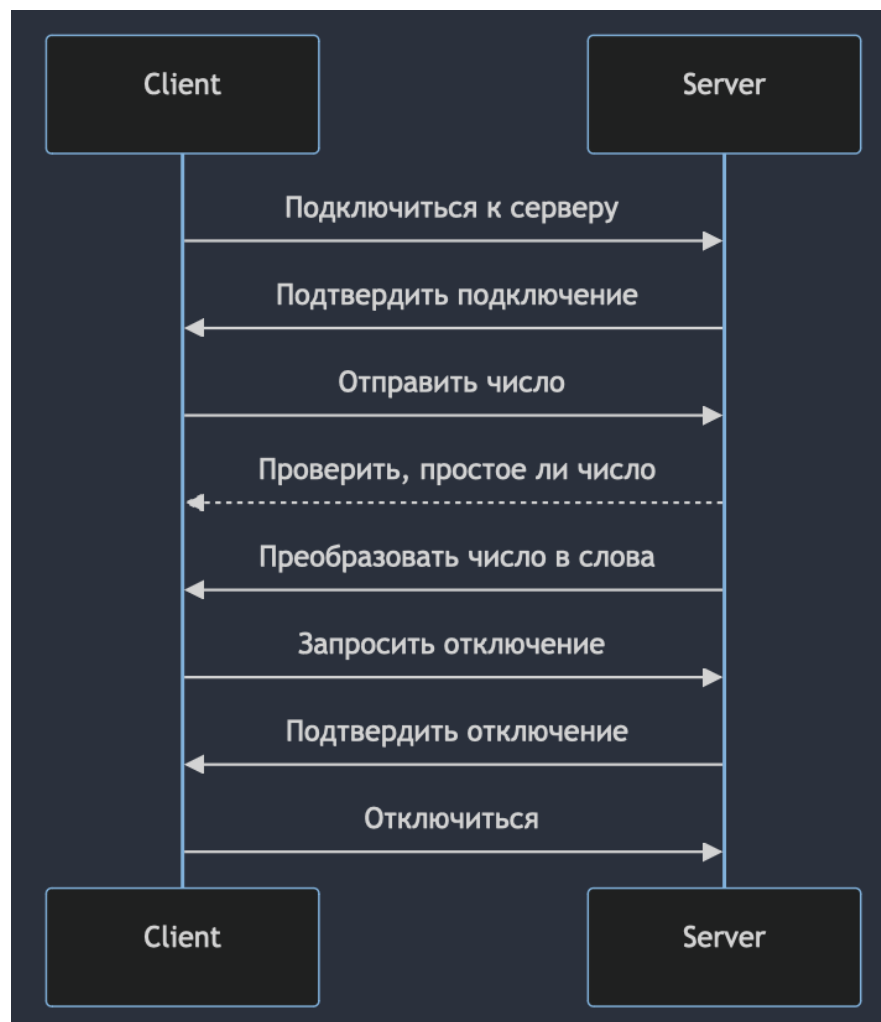 Client
Server
Подключиться к серверу
Подтвердить подключение
Отправить число
Проверить, простое ли число
Преобразовать число в слова
Запросить отключение
Подтвердить отключение
Отключиться
Client
Server